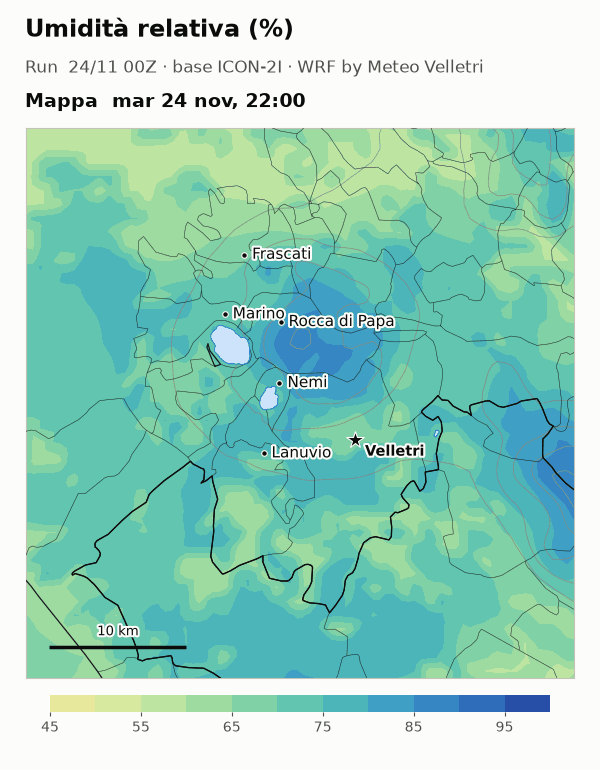 Umidità relativa (%)
Run  24/11 00Z · base ICON-2I · WRF by Meteo Velletri
Mappa  mar 24 nov, 22:00
Frascati
Marino
Rocca di Papa
Nemi
Velletri
Lanuvio
10 km
45 55 65 75 85 95